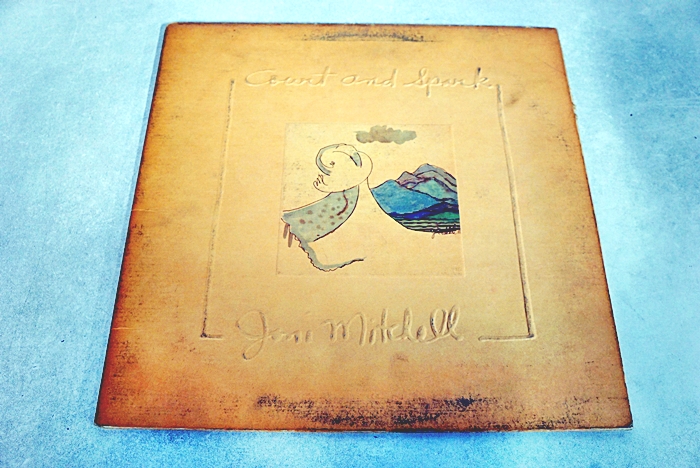 Court and Spark
Joni Mitchell